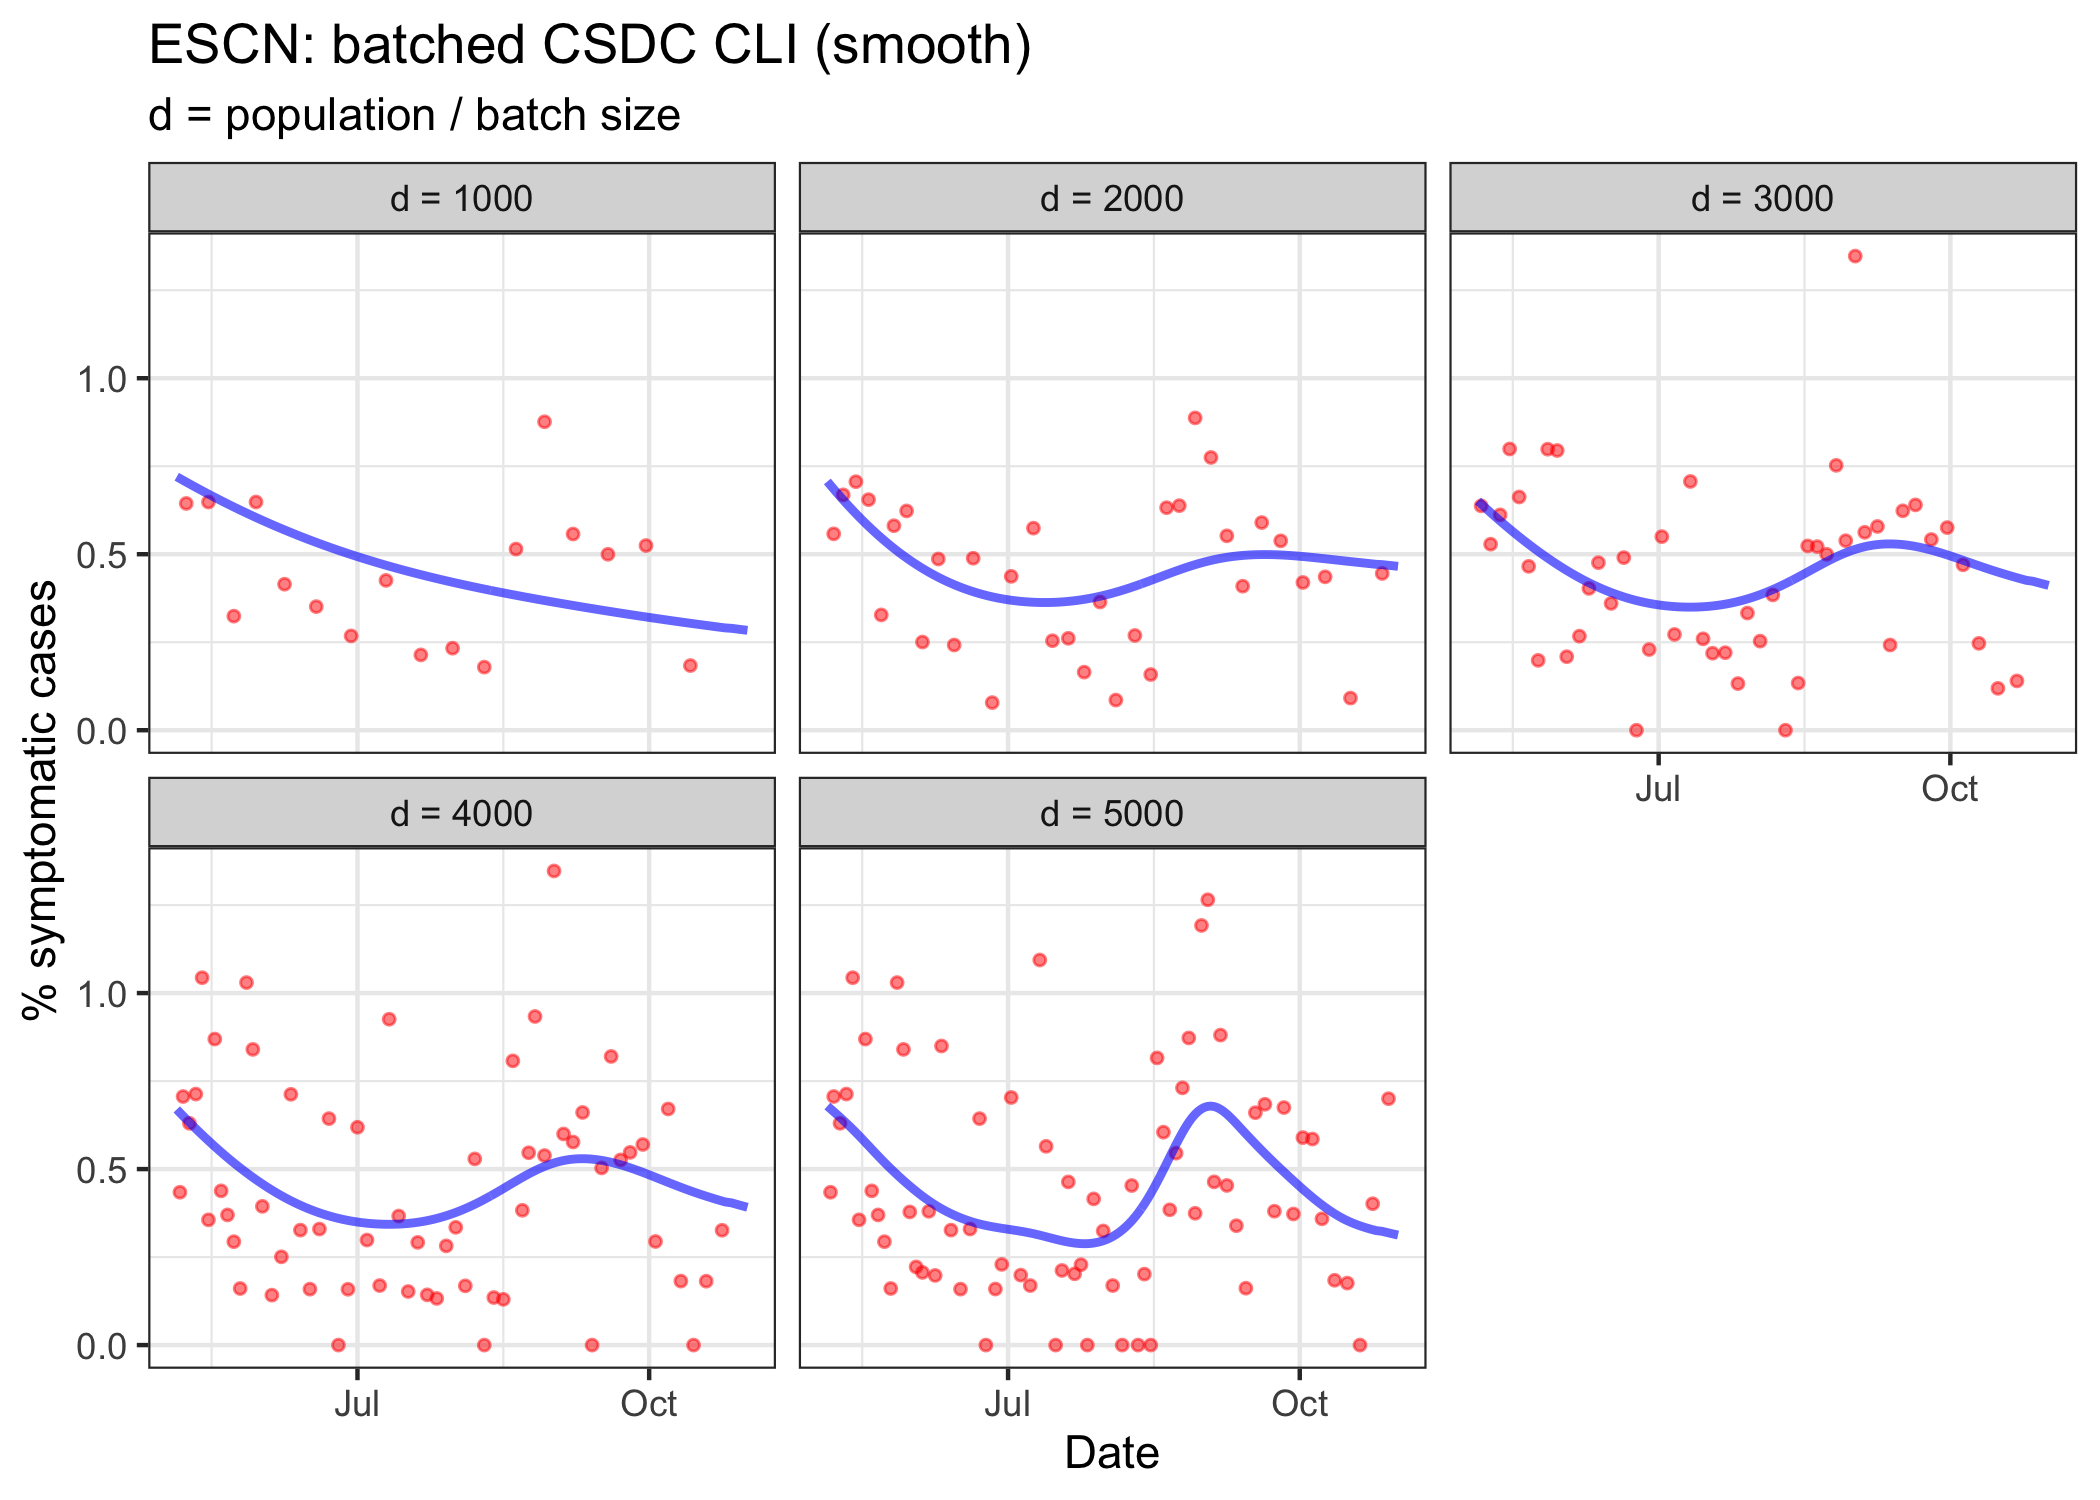 ESCN: batched CSDC CLI (smooth)
d = population / batch size
d = 1000
d = 2000
d = 3000
% symptomatic cases
1.0
0.5
0.0
Jul
Oct
d = 4000
d = 5000
1.0
0.5
0.0
Jul
Oct
Jul
Oct
Date